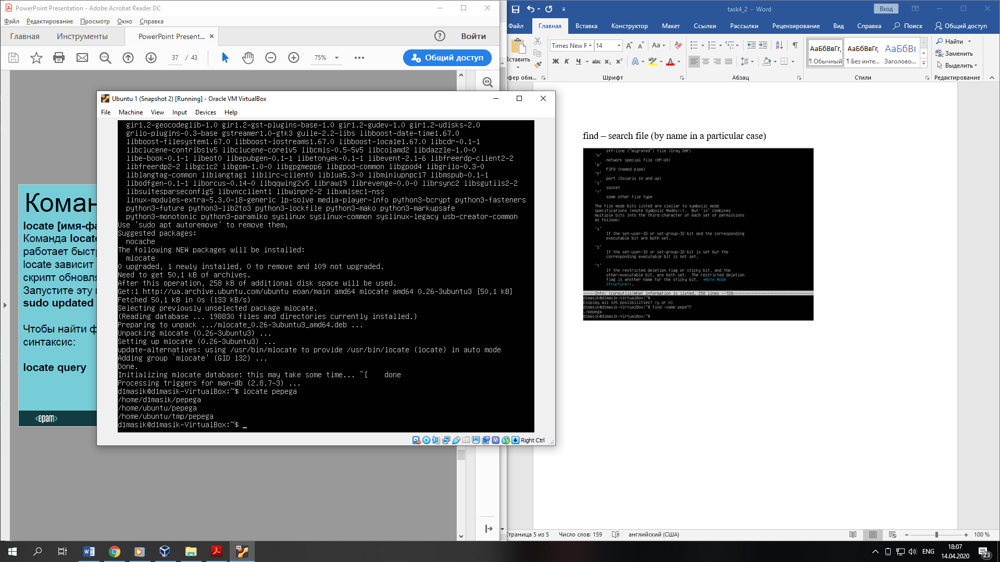 PowerPoint Presentation - Adobe Acrobat Reader DC
Файл Редактирование Просмотр Окно Справка
Главная Инструменты PowerPoint Present... × Войти
37 / 43 75% Общий доступ
Коман
locate [имя-фа
Команда locate
работает быстр
locate зависит
скрипт обновля
Запустите эту
sudo updated
Чтобы найти ф
синтаксис:
locate query
<epam>
Ubuntu 1 (Snapshot 2) [Running] - Oracle VM VirtualBox
File Machine View Input Devices Help
gir1.2-geocodeglib-1.0 gir1.2-gst-plugins-base-1.0 gir1.2-gudev-1.0 gir1.2-udisks-2.0
grilo-plugins-0.3-base gstreamer1.0-gtk3 guile-2.2-libs libboost-date-time1.67.0
libboost-filesystem1.67.0 libboost-iostreams1.67.0 libboost-locale1.67.0 libcdr-0.1-1
libclucene-contribs1v5 libclucene-core1v5 libcmis-0.5-5v5 libcolamd2 libdazzle-1.0-0
libe-book-0.1-1 libeot0 libepubgen-0.1-1 libetonyek-0.1-1 libevent-2.1-6 libfreerdp-client2-2
libfreerdp2-2 libgc1c2 libgom-1.0-0 libgpgmepp6 libgpod-common libgpod4 libgrilo-0.3-0
liblangtag-common liblangtag1 liblirc-client0 liblua5.3-0 libminiupnpc17 libmspub-0.1-1
libodfgen-0.1-1 liborcus-0.14-0 libqqwing2v5 libraw19 librevenge-0.0-0 librsync2 libsgutils2-2
libsuitesparseconfig5 libvncclient1 libwinpr2-2 libxmlsec1-nss
linux-modules-extra-5.3.0-18-generic lp-solve media-player-info python3-bcrypt python3-fasteners
python3-future python3-lib2to3 python3-lockfile python3-mako python3-markupsafe
python3-monotonic python3-paramiko syslinux syslinux-common syslinux-legacy usb-creator-common
Use 'sudo apt autoremove' to remove them.
Suggested packages:
nocache
The following NEW packages will be installed:
mlocate
0 upgraded, 1 newly installed, 0 to remove and 109 not upgraded.
Need to get 50,1 kB of archives.
After this operation, 258 kB of additional disk space will be used.
Get:1 http://ua.archive.ubuntu.com/ubuntu eoan/main amd64 mlocate amd64 0.26-3ubuntu3 [50,1 kB]
Fetched 50,1 kB in 0s (133 kB/s)
Selecting previously unselected package mlocate.
(Reading database ... 198830 files and directories currently installed.)
Preparing to unpack .../mlocate_0.26-3ubuntu3_amd64.deb ...
Unpacking mlocate (0.26-3ubuntu3) ...
Setting up mlocate (0.26-3ubuntu3) ...
update-alternatives: using /usr/bin/mlocate to provide /usr/bin/locate (locate) in auto mode
Adding group `mlocate' (GID 132) ...
Done.
Initializing mlocate database; this may take some time... ^[ done
Processing triggers for man-db (2.8.7-3) ...
d1masik@d1masik-VirtualBox:~$ locate pepega
/home/d1masik/pepega
/home/ubuntu/pepega
/home/ubuntu/tmp/pepega
d1masik@d1masik-VirtualBox:~$ _
Right Ctrl
task4_2 - Word Вход
Файл Главная Вставка Конструктор Макет Ссылки Рассылки Рецензирование Вид Справка Поиск Общий доступ
Times New R 14 Aa
Ж К Ч abc x₂ x² A А
АаБбВвГг, АаБбВвГг, АаБбВе
¶ Обычный ¶ Без инте... Заголово...
Найти
Заменить
Выделить
ставить
уфер обм... Шрифт Абзац Стили Редактирование
find – search file (by name in a particular case)
off-line ("migrated") file (Cray DMF)
'n'
network special file (HP-UX)
'p'
FIFO (named pipe)
'P'
port (Solaris 10 and up)
's'
socket
'?'
some other file type
The file mode bits listed are similar to symbolic mode
specifications (*note Symbolic Modes::). But 'ls' combines
multiple bits into the third character of each set of permissions
as follows:
's'
If the set-user-ID or set-group-ID bit and the corresponding
executable bit are both set.
'S'
If the set-user-ID or set-group-ID bit is set but the
corresponding executable bit is not set.
't'
If the restricted deletion flag or sticky bit, and the
other-executable bit, are both set. The restricted deletion
flag is another name for the sticky bit. *Note Mode
Structure::.
-----Info: (coreutils)What information is listed, 258 lines --72%-----
d1masik@d1masik-VirtualBox:~$
Display all 105 possibilities? (y or n)
d1masik@d1masik-VirtualBox:~$ find -name pepe??
./pepega
d1masik@d1masik-VirtualBox:~$
Страница 5 из 5 Число слов: 159 английский (США) 100 %
ENG 18:07
14.04.2020
23